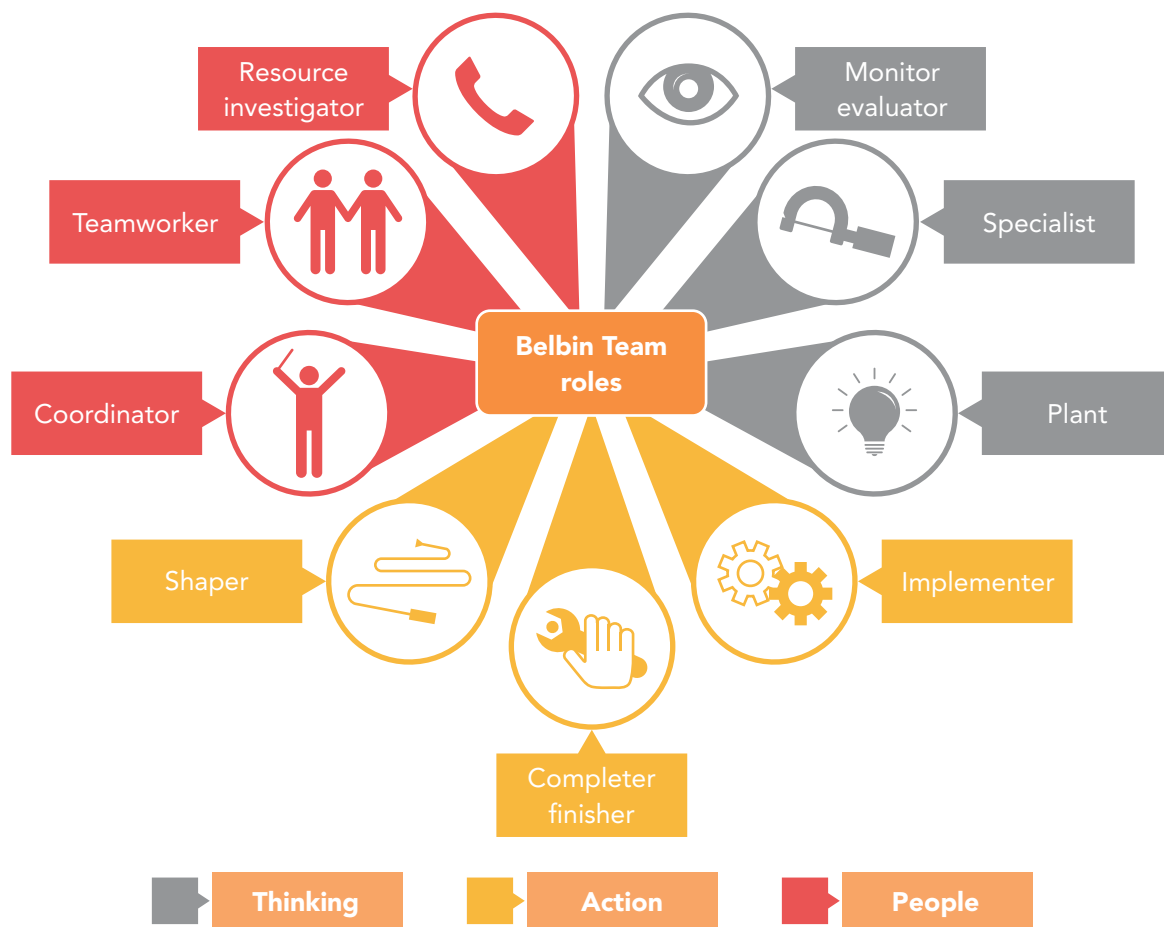 Resource
investigator
Monitor
evaluator
Teamworker
Specialist
Belbin Team
roles
Coordinator
Plant
Shaper
Implementer
Completer
finisher
Thinking
Action
People